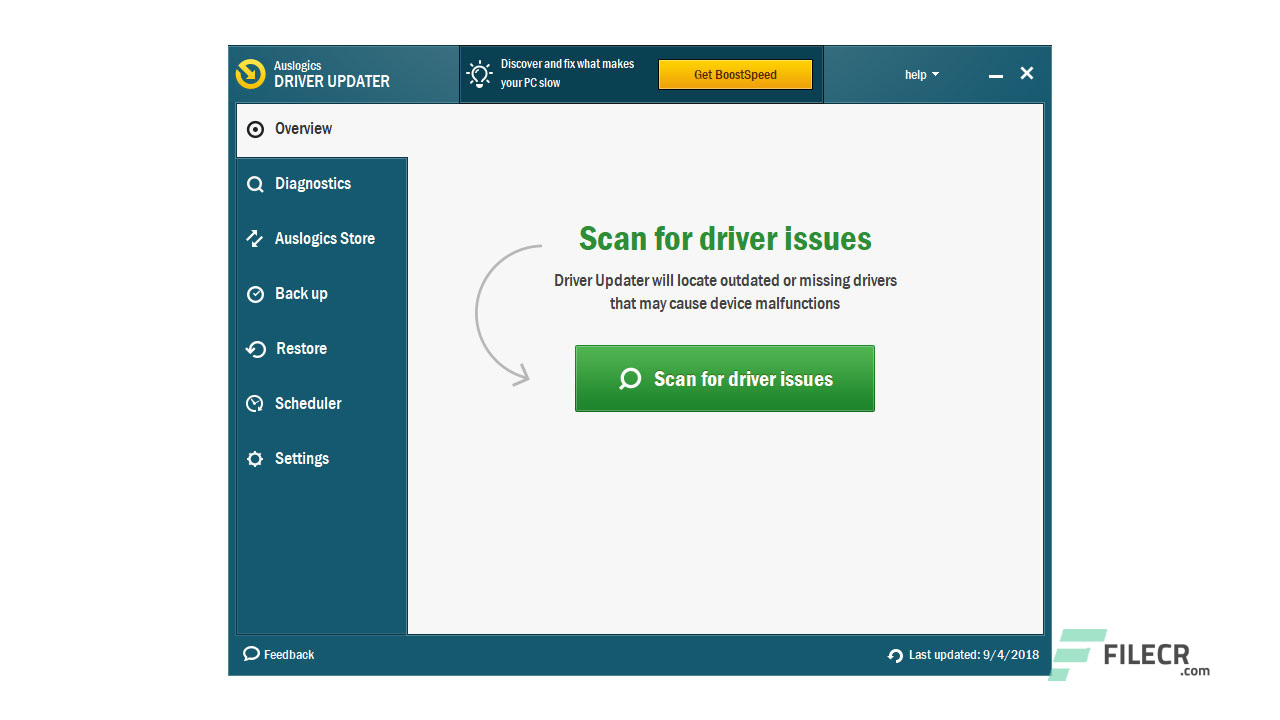 Auslogics
DRIVER UPDATER
Discover and fix what makes
your PC slow
Get BoostSpeed
help
Overview
Diagnostics
Auslogics Store
Back up
Restore
Scheduler
Settings
Scan for driver issues
Driver Updater will locate outdated or missing drivers
that may cause device malfunctions
Scan for driver issues
Feedback
Last updated: 9/4/2018
FILECR
.com